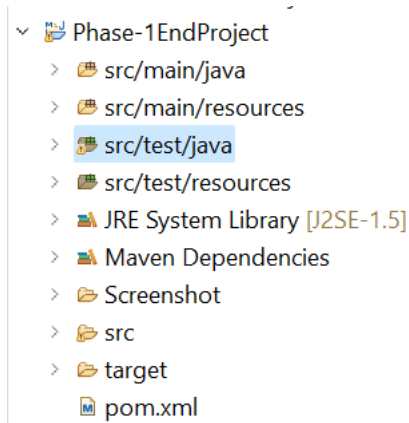 Phase-1EndProject
src/main/java
src/main/resources
src/test/java
src/test/resources
JRE System Library [J2SE-1.5]
Maven Dependencies
Screenshot
src
target
pom.xml